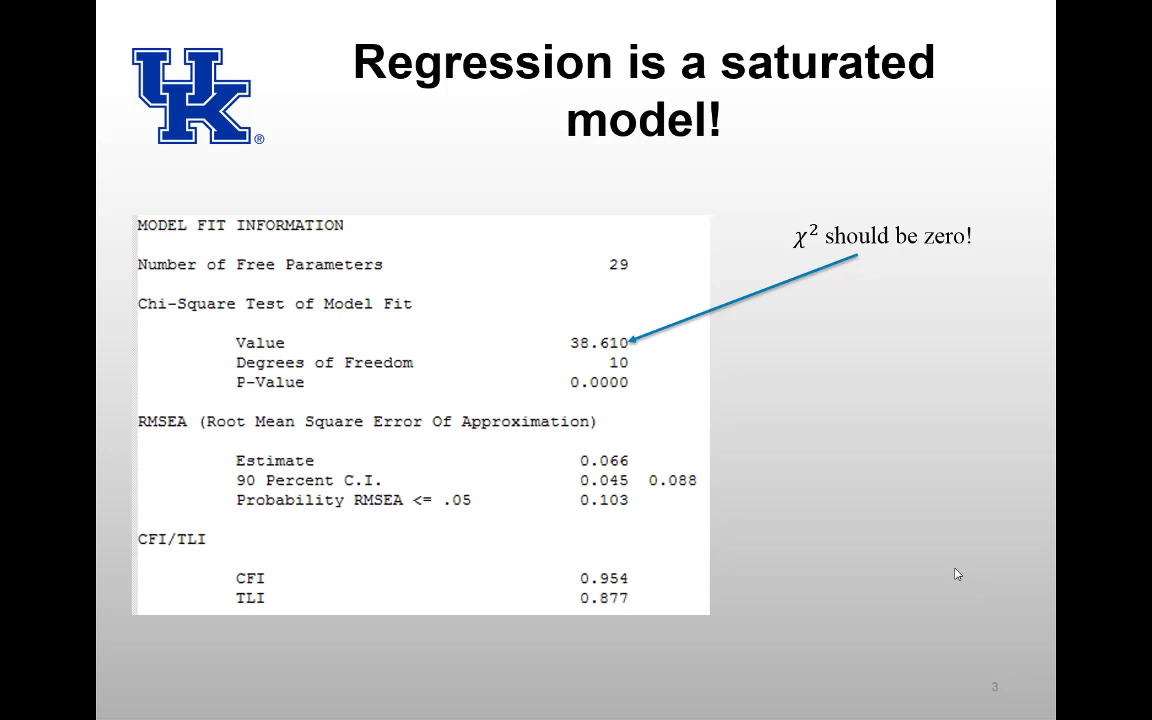 UK®
Regression is a saturated
model!
MODEL FIT INFORMATION
Number of Free Parameters 29
Chi-Square Test of Model Fit
Value 38.610
Degrees of Freedom 10
P-Value 0.0000
RMSEA (Root Mean Square Error Of Approximation)
Estimate 0.066
90 Percent C.I. 0.045 0.088
Probability RMSEA <= .05 0.103
CFI/TLI
CFI 0.954
TLI 0.877
χ² should be zero!
3